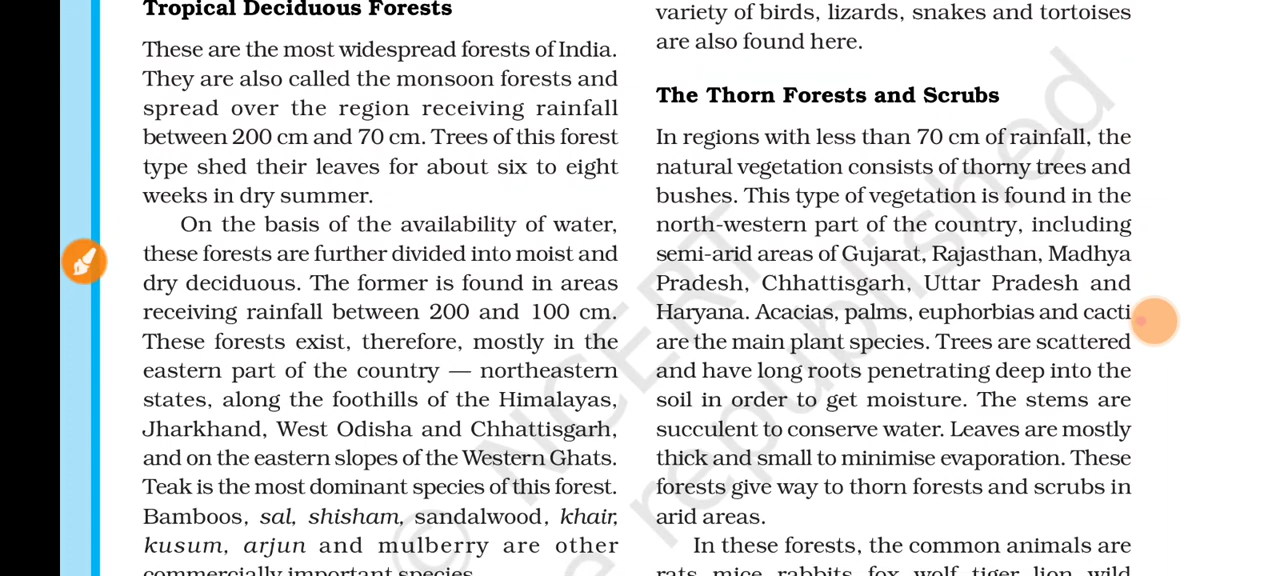 Tropical Deciduous Forests
These are the most widespread forests of India.
They are also called the monsoon forests and
spread over the region receiving rainfall
between 200 cm and 70 cm. Trees of this forest
type shed their leaves for about six to eight
weeks in dry summer.
On the basis of the availability of water,
these forests are further divided into moist and
dry deciduous. The former is found in areas
receiving rainfall between 200 and 100 cm.
These forests exist, therefore, mostly in the
eastern part of the country — northeastern
states, along the foothills of the Himalayas,
Jharkhand, West Odisha and Chhattisgarh,
and on the eastern slopes of the Western Ghats.
Teak is the most dominant species of this forest.
Bamboos, sal, shisham, sandalwood, khair,
kusum, arjun and mulberry are other
commercially important species.
variety of birds, lizards, snakes and tortoises
are also found here.
The Thorn Forests and Scrubs
In regions with less than 70 cm of rainfall, the
natural vegetation consists of thorny trees and
bushes. This type of vegetation is found in the
north-western part of the country, including
semi-arid areas of Gujarat, Rajasthan, Madhya
Pradesh, Chhattisgarh, Uttar Pradesh and
Haryana. Acacias, palms, euphorbias and cacti
are the main plant species. Trees are scattered
and have long roots penetrating deep into the
soil in order to get moisture. The stems are
succulent to conserve water. Leaves are mostly
thick and small to minimise evaporation. These
forests give way to thorn forests and scrubs in
arid areas.
In these forests, the common animals are
rats, mice, rabbits, fox, wolf, tiger, lion, wild
© NCERT
republished